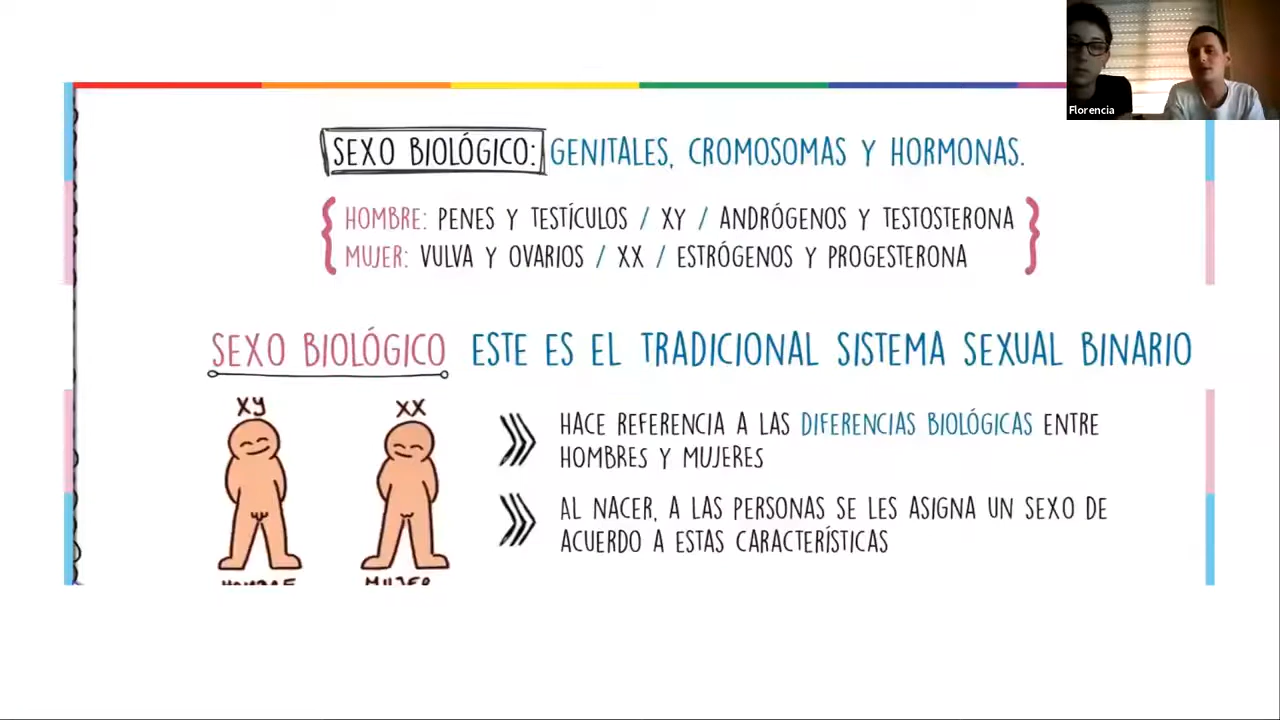 Florencia
SEXO BIOLÓGICO: GENITALES, CROMOSOMAS Y HORMONAS.
HOMBRE: PENES Y TESTÍCULOS / XY / ANDRÓGENOS Y TESTOSTERONA
MUJER: VULVA Y OVARIOS / XX / ESTRÓGENOS Y PROGESTERONA
SEXO BIOLÓGICO ESTE ES EL TRADICIONAL SISTEMA SEXUAL BINARIO
XY XX
HACE REFERENCIA A LAS DIFERENCIAS BIOLÓGICAS ENTRE
HOMBRES Y MUJERES
AL NACER, A LAS PERSONAS SE LES ASIGNA UN SEXO DE
ACUERDO A ESTAS CARACTERÍSTICAS
HOMBRE MUJER